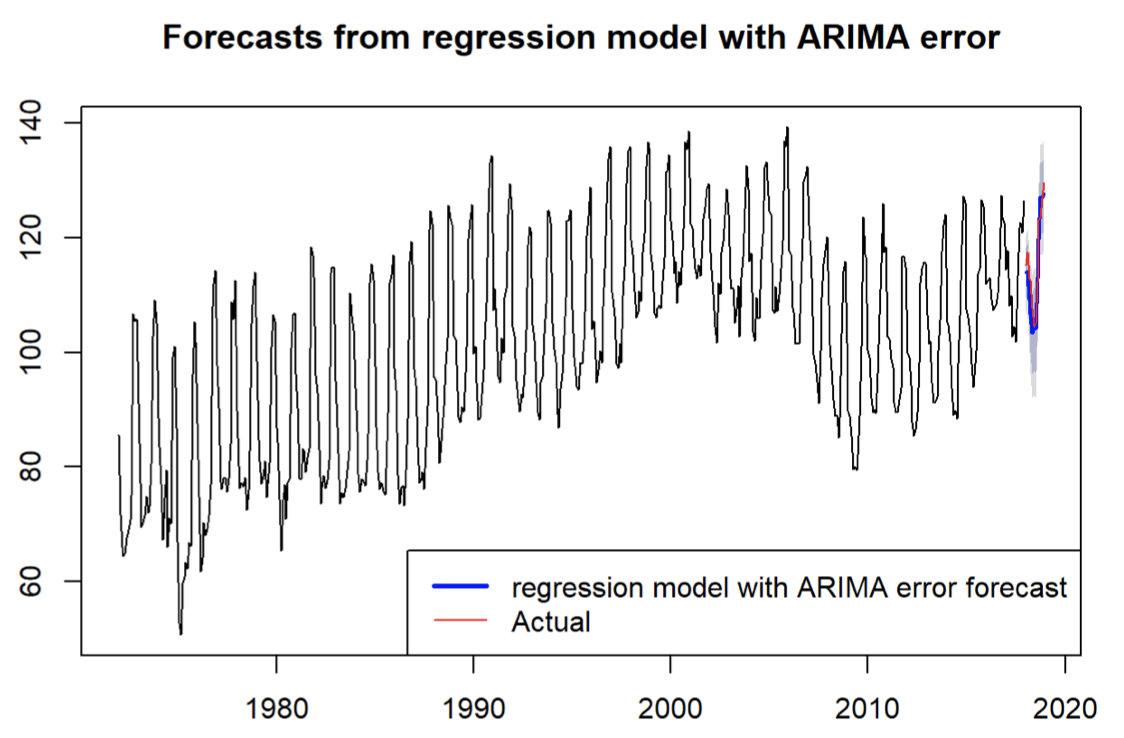 Forecasts from regression model with ARIMA error
140
120
100
80
60
regression model with ARIMA error forecast
Actual
1980 1990 2000 2010 2020